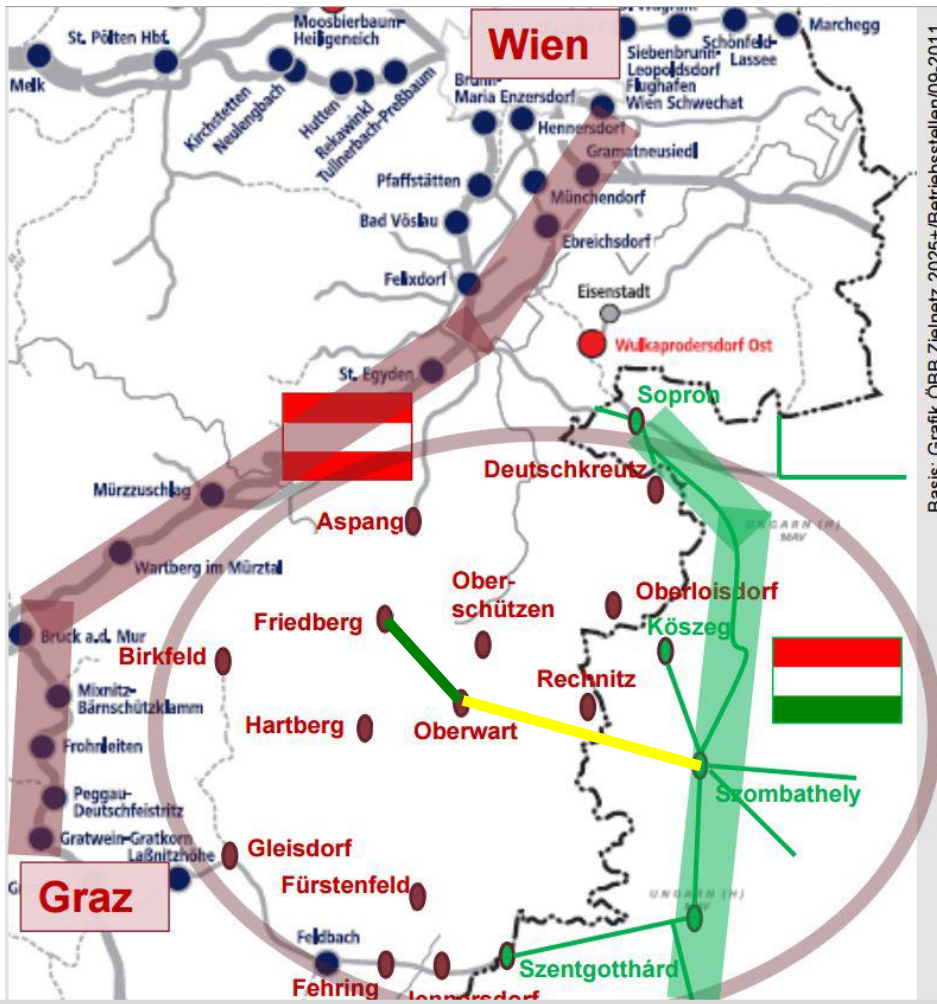 St. Pölten Hbf.
Melk
Moosbierbaum-
Heiligeneich
Kirchstetten
Neulengbach
Hutten
Rekawinkl
Tullnerbach-Preßbaum
Wien
Maria Enzersdorf
Hennersdorf
Siebenbrunn-
Leopoldsdorf
Flughafen
Wien Schwechat
Schönfeld-
Lassee
Marchegg
Gramatneusiedl
Pfaffstätten
Münchendorf
Bad Vöslau
Ebreichsdorf
Felixdorf
Eisenstadt
Wulkaprodersdorf Ost
St. Egyden
Sopron
Deutschkreutz
Mürzzuschlag
Aspang
UNGARN (H)
MAV
Wartberg im Mürztal
Ober-
schützen
Oberloisdorf
Friedberg
Köszeg
Bruck a.d. Mur
Birkfeld
Rechnitz
Mixnitz-
Bärnschützklamm
Hartberg
Oberwart
Frohnleiten
Szombathely
Peggau-
Deutschfeistritz
Gratwein-Gratkorn
Laßnitzhöhe
Gleisdorf
Fürstenfeld
Graz
UNGARN (H)
Feldbach
Szentgotthárd
Fehring
Jennersdorf
Basis: Grafik ÖBB Zielnetz 2025+/Betriebsstellen/09-2011